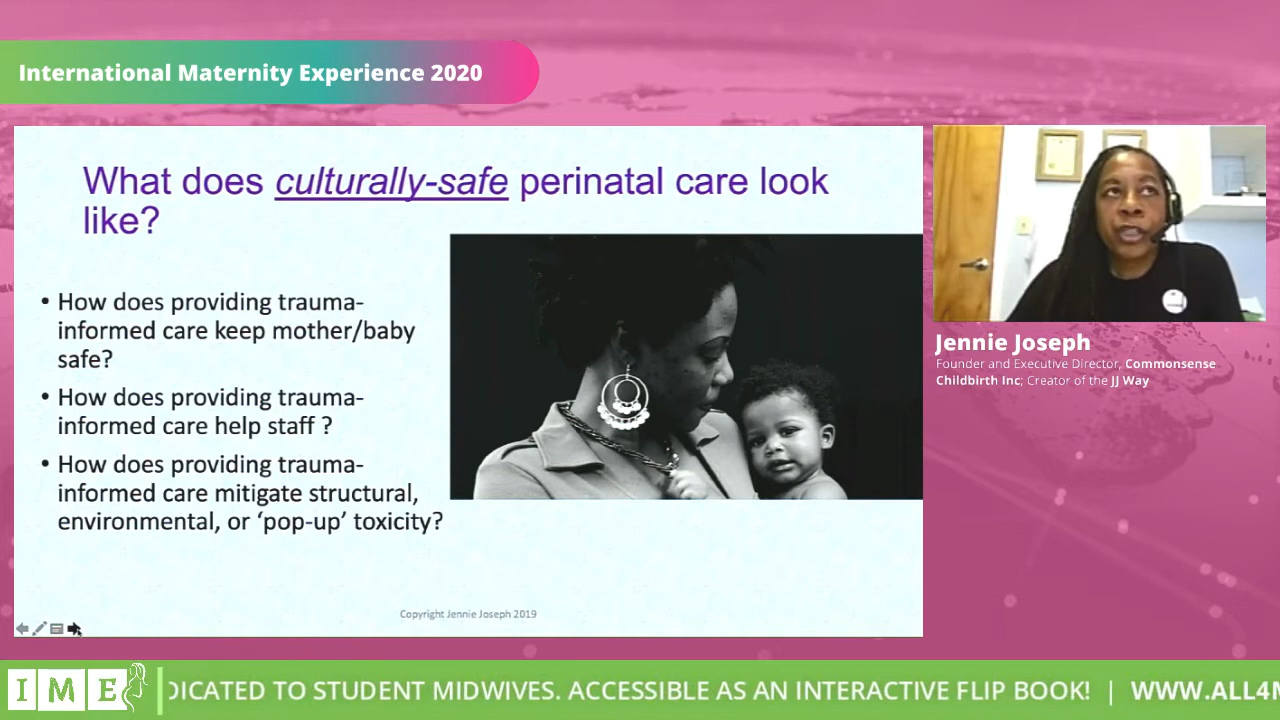 International Maternity Experience 2020
What does culturally-safe perinatal care look
like?
• How does providing trauma-
informed care keep mother/baby
safe?
• How does providing trauma-
informed care help staff ?
• How does providing trauma-
informed care mitigate structural,
environmental, or ‘pop-up’ toxicity?
Copyright Jennie Joseph 2019
Jennie Joseph
Founder and Executive Director, Commonsense
Childbirth Inc; Creator of the JJ Way
IME
DICATED TO STUDENT MIDWIVES. ACCESSIBLE AS AN INTERACTIVE FLIP BOOK! | WWW.ALL4